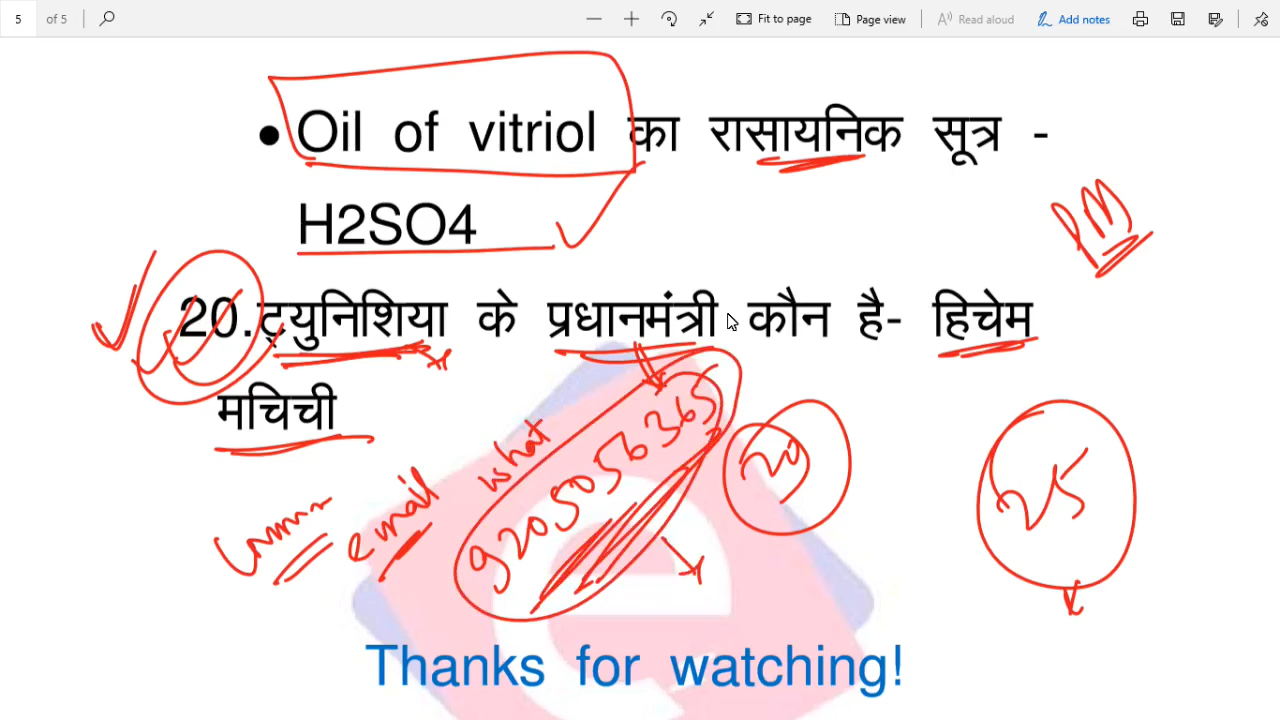 5 of 5 Fit to page Page view Read aloud Add notes
• Oil of vitriol का रासायनिक सूत्र -
H2SO4
PM
20.ट्युनिशिया के प्रधानमंत्री कौन है- हिचेम
मचिची
email what
9205056365
20
25
Thanks for watching!